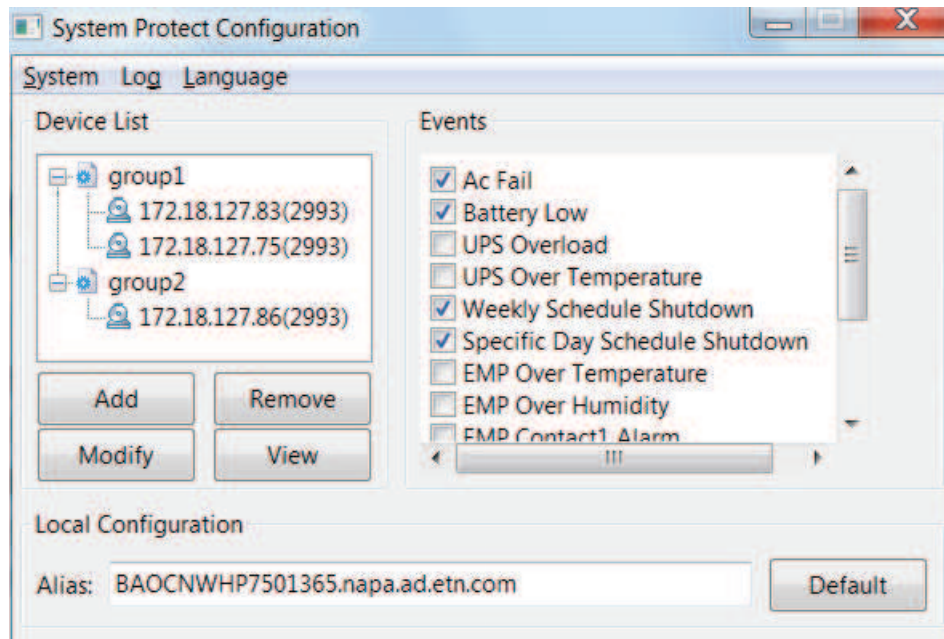 System Protect Configuration
System Log Language
Device List
group1
172.18.127.83(2993)
172.18.127.75(2993)
group2
172.18.127.86(2993)
Add Remove
Modify View
Events
Ac Fail
Battery Low
UPS Overload
UPS Over Temperature
Weekly Schedule Shutdown
Specific Day Schedule Shutdown
EMP Over Temperature
EMP Over Humidity
EMP Contact1 Alarm
Local Configuration
Alias: BAOCNWHP7501365.napa.ad.etn.com Default